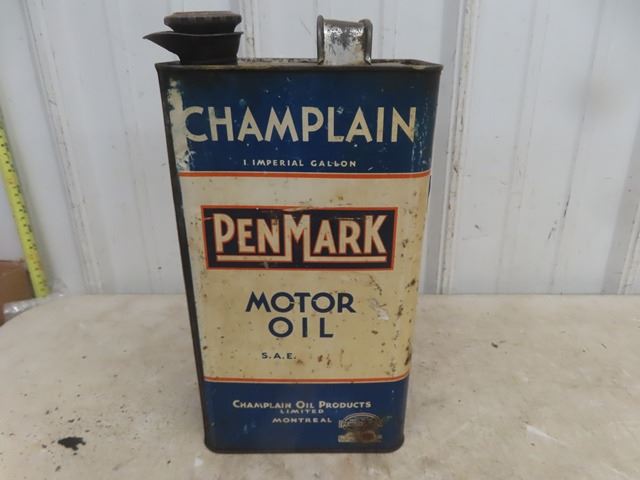 CHAMPLAIN
1 IMPERIAL GALLON
PENMARK
MOTOR
OIL
S.A.E.
CHAMPLAIN OIL PRODUCTS
LIMITED
MONTREAL